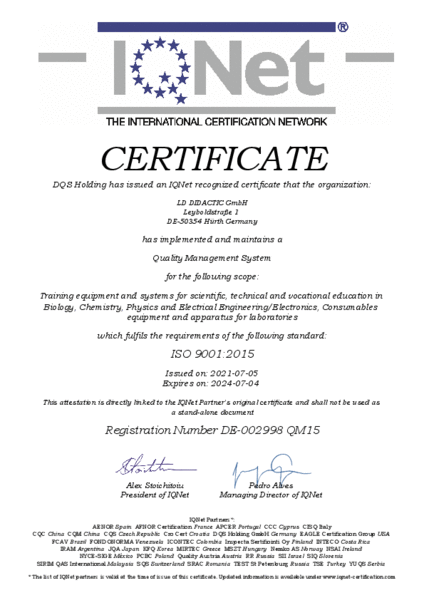 IQNet ®
THE INTERNATIONAL CERTIFICATION NETWORK
CERTIFICATE
DQS Holding has issued an IQNet recognized certificate that the organization:
LD DIDACTIC GmbH
Leyboldstraße 1
DE-50354 Hürth Germany
has implemented and maintains a
Quality Management System
for the following scope:
Training equipment and systems for scientific, technical and vocational education in
Biology, Chemistry, Physics and Electrical Engineering/Electronics, Consumables
equipment and apparatus for laboratories
which fulfils the requirements of the following standard:
ISO 9001:2015
Issued on: 2021-07-05
Expires on: 2024-07-04
This attestation is directly linked to the IQNet Partner's original certificate and shall not be used as
a stand-alone document
Registration Number DE-002998 QM15
Alex Stoichitoiu Pedro Alves
President of IQNet Managing Director of IQNet
IQNet Partners*:
AENOR Spain AFNOR Certification France APCER Portugal CCC Cyprus CISQ Italy
CQC China CQM China CQS Czech Republic Cro Cert Croatia DQS Holding GmbH Germany EAGLE Certification Group USA
FCAV Brazil FONDONORMA Venezuela ICONTEC Colombia Inspecta Sertifiointi Oy Finland INTECO Costa Rica
IRAM Argentina JQA Japan KFQ Korea MIRTEC Greece MSZT Hungary Nemko AS Norway NSAI Ireland
NYCE-SIGE México PCBC Poland Quality Austria Austria RR Russia SII Israel SIQ Slovenia
SIRIM QAS International Malaysia SQS Switzerland SRAC Romania TEST St Petersburg Russia TSE Turkey YUQS Serbia
* The list of IQNet partners is valid at the time of issue of this certificate. Updated information is available under www.iqnet-certification.com